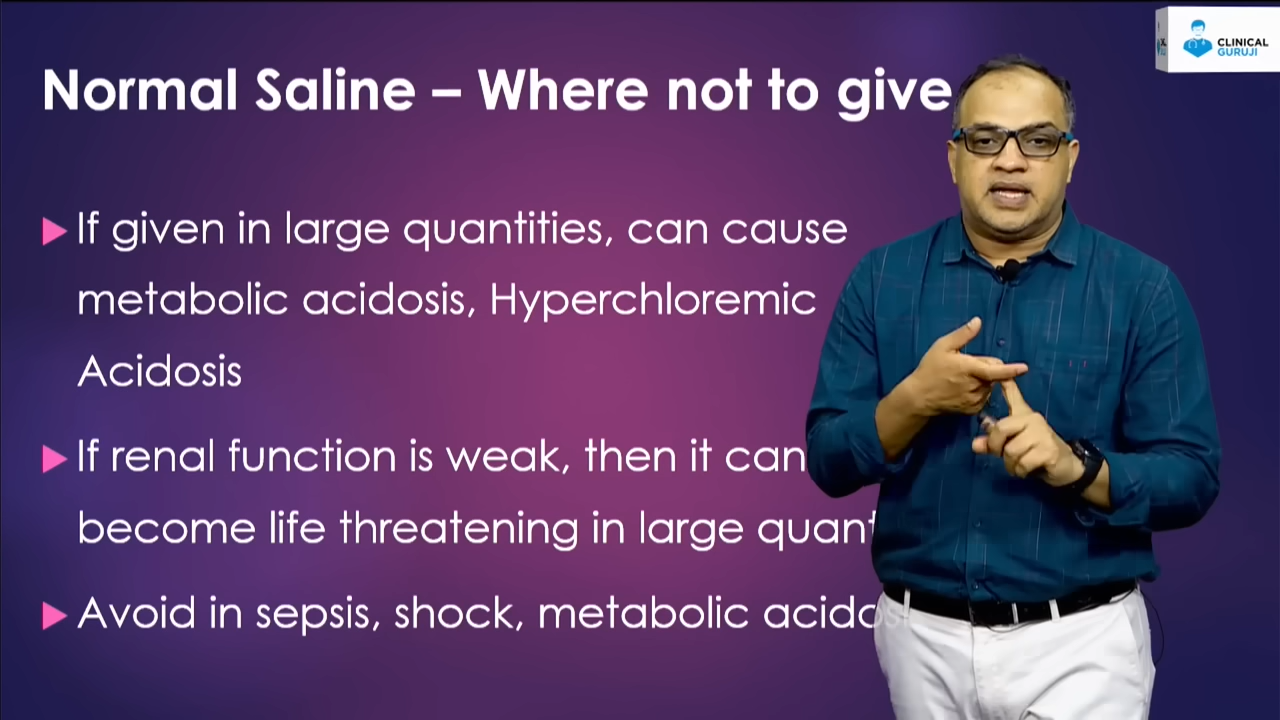 CLINICAL
GURUJI
Normal Saline – Where not to give
▶ If given in large quantities, can cause
metabolic acidosis, Hyperchloremic
Acidosis
▶ If renal function is weak, then it can
become life threatening in large
▶ Avoid in sepsis, shock, metabolic